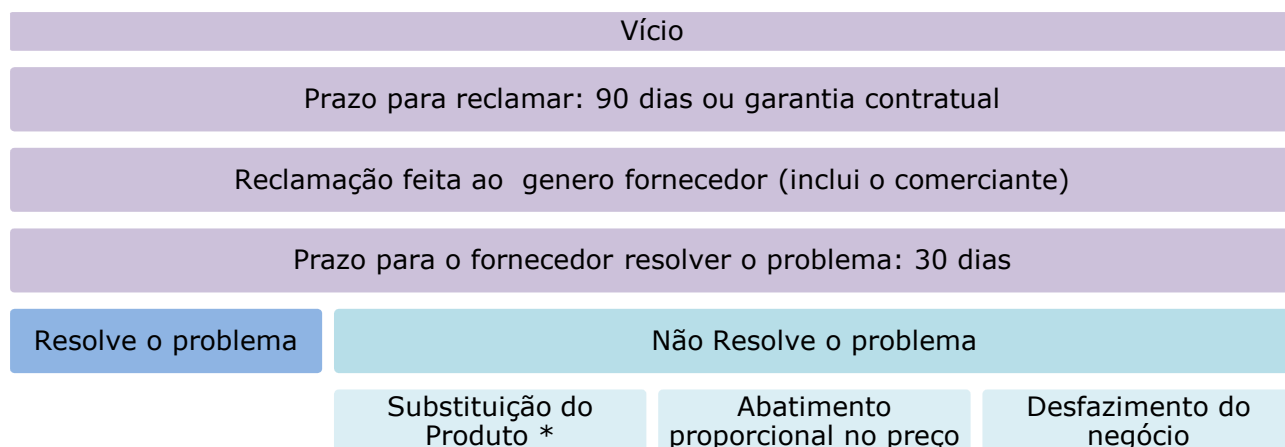 Vício
Prazo para reclamar: 90 dias ou garantia contratual
Reclamação feita ao  genero fornecedor (inclui o comerciante)
Prazo para o fornecedor resolver o problema: 30 dias
Resolve o problema
Não Resolve o problema
Substituição do
Produto *
Abatimento
proporcional no preço
Desfazimento do
negócio